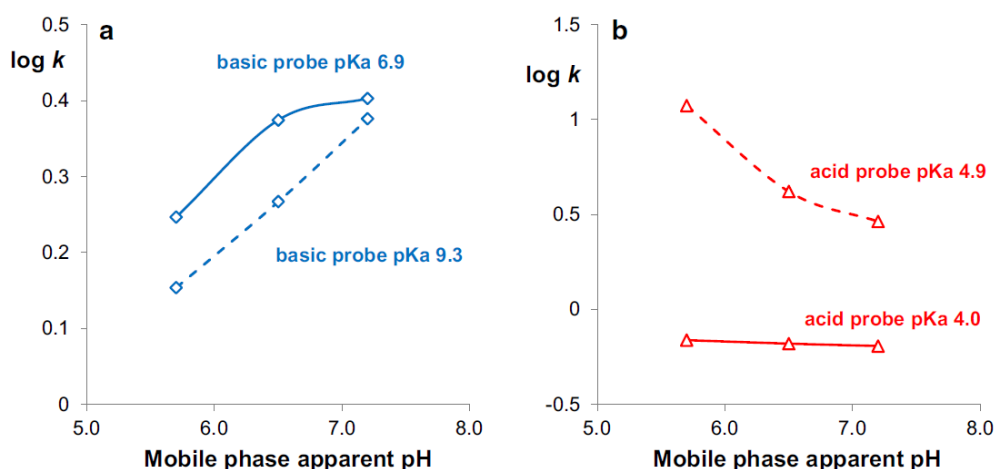 a
log k
basic probe pKa 6.9
basic probe pKa 9.3
0.5
0.4
0.3
0.2
0.1
0
5.0 6.0 7.0 8.0
Mobile phase apparent pH
b
log k
acid probe pKa 4.9
acid probe pKa 4.0
1.5
1
0.5
0
-0.5
5.0 6.0 7.0 8.0
Mobile phase apparent pH